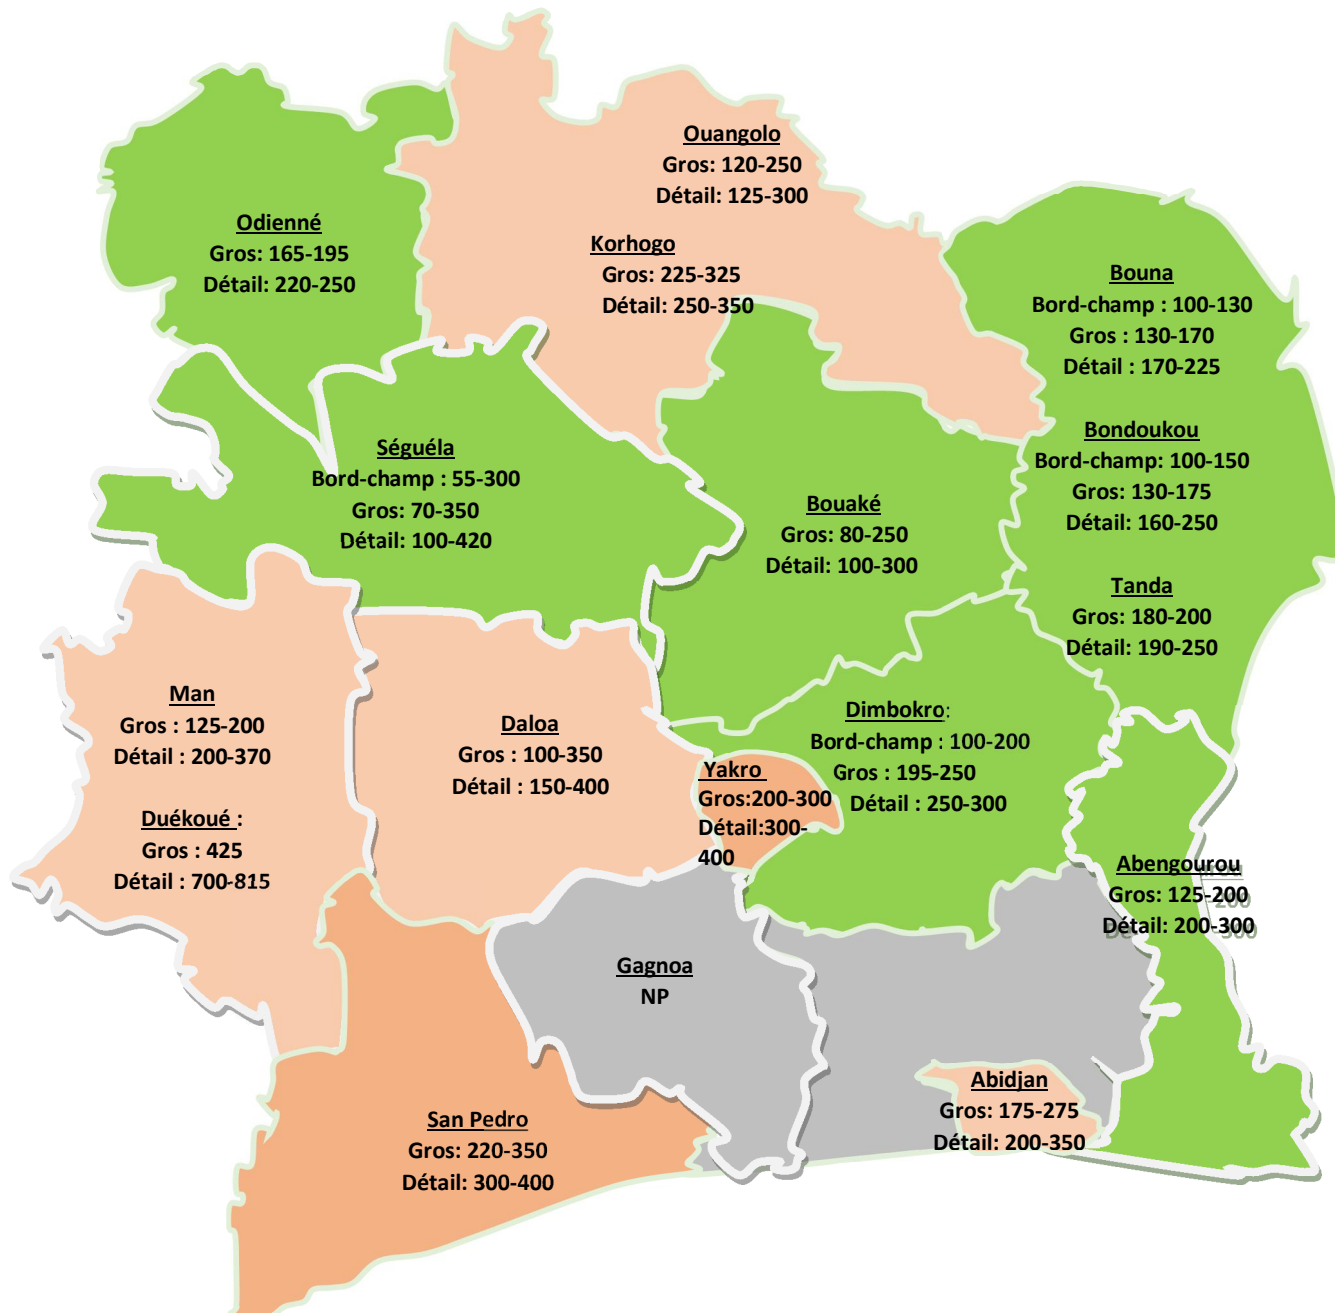 Ouangolo
Gros: 120-250
Détail: 125-300
Odienné
Gros: 165-195
Détail: 220-250
Korhogo
Gros: 225-325
Détail: 250-350
Bouna
Bord-champ : 100-130
Gros : 130-170
Détail : 170-225
Bondoukou
Bord-champ: 100-150
Gros: 130-175
Détail: 160-250
Séguéla
Bord-champ : 55-300
Gros: 70-350
Détail: 100-420
Bouaké
Gros: 80-250
Détail: 100-300
Tanda
Gros: 180-200
Détail: 190-250
Man
Gros : 125-200
Détail : 200-370
Daloa
Gros : 100-350
Détail : 150-400
Dimbokro:
Bord-champ : 100-200
Gros : 195-250
Détail : 250-300
Yakro
Gros:200-300
Détail:300-
400
Duékoué :
Gros : 425
Détail : 700-815
Abengourou
Gros: 125-200
Détail: 200-300
Gagnoa
NP
Abidjan
Gros: 175-275
Détail: 200-350
San Pedro
Gros: 220-350
Détail: 300-400